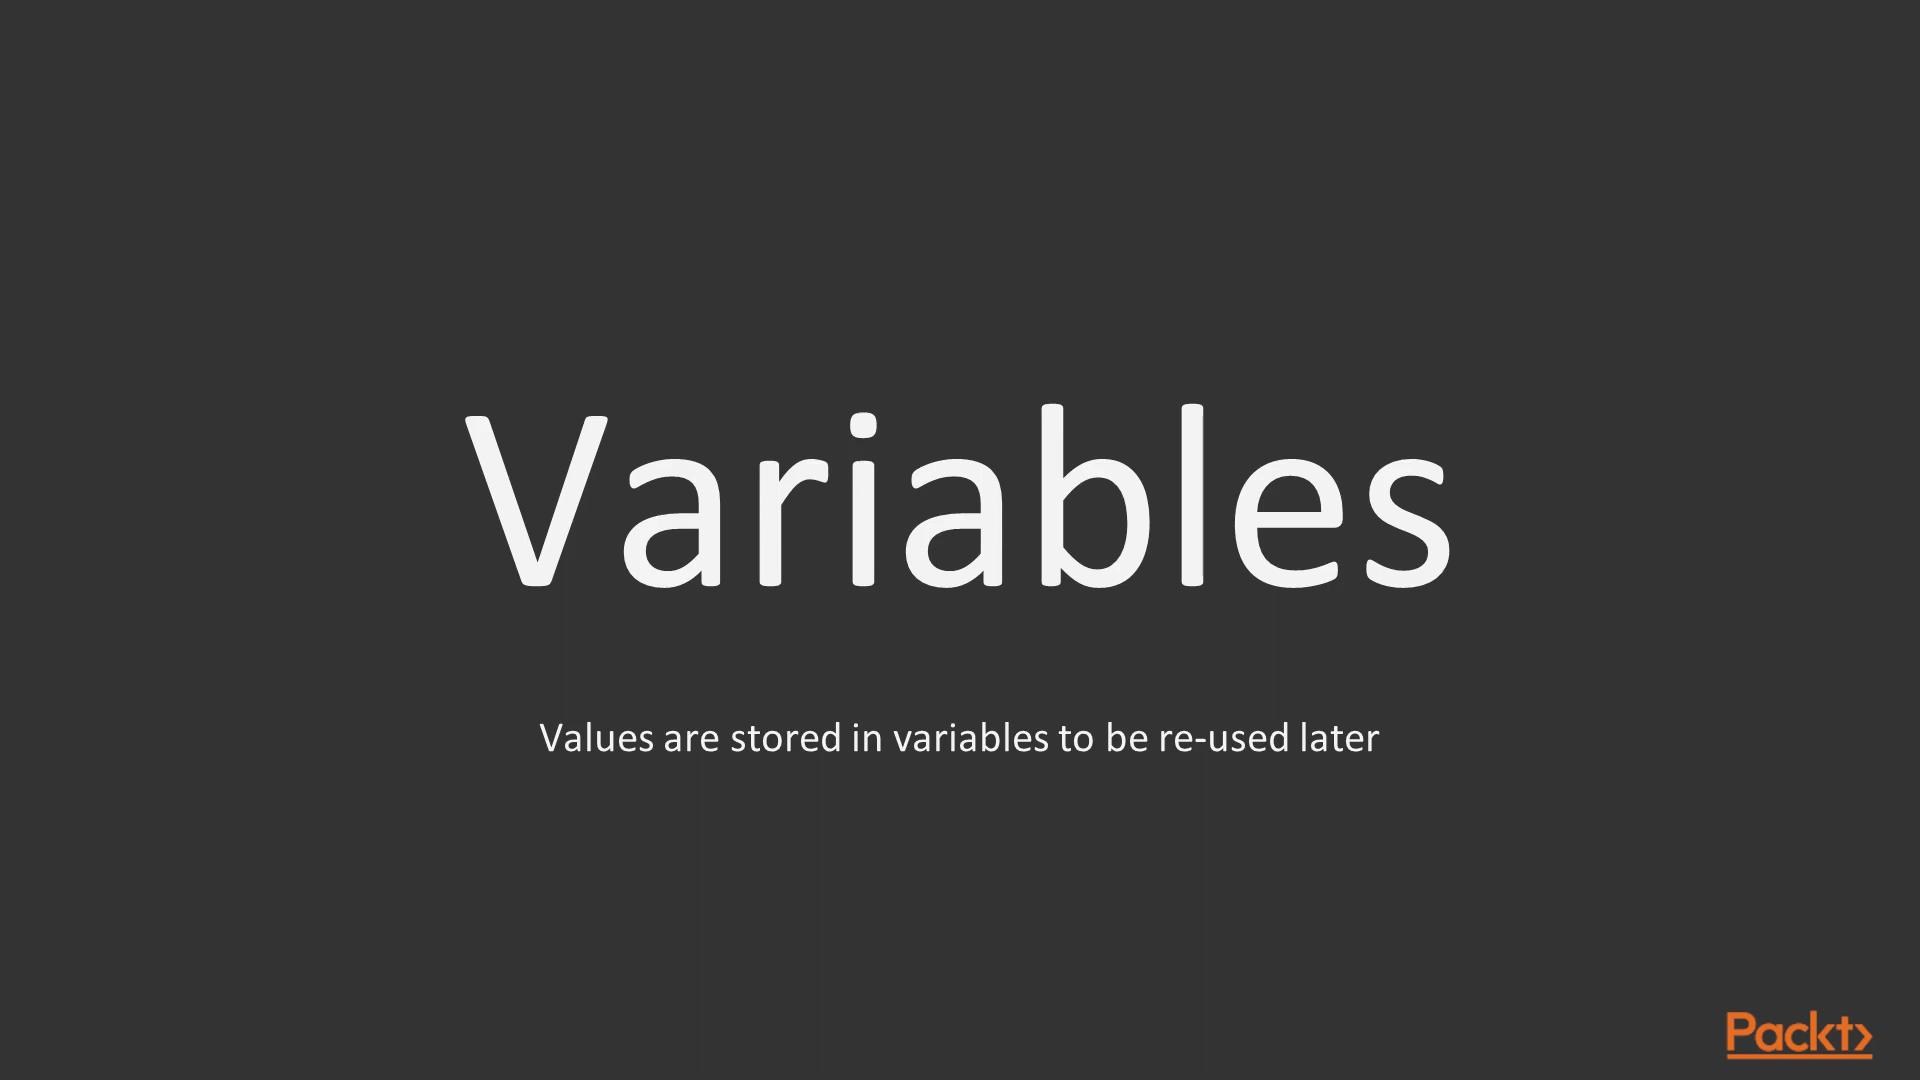 Variables
Values are stored in variables to be re-used later
Packt>